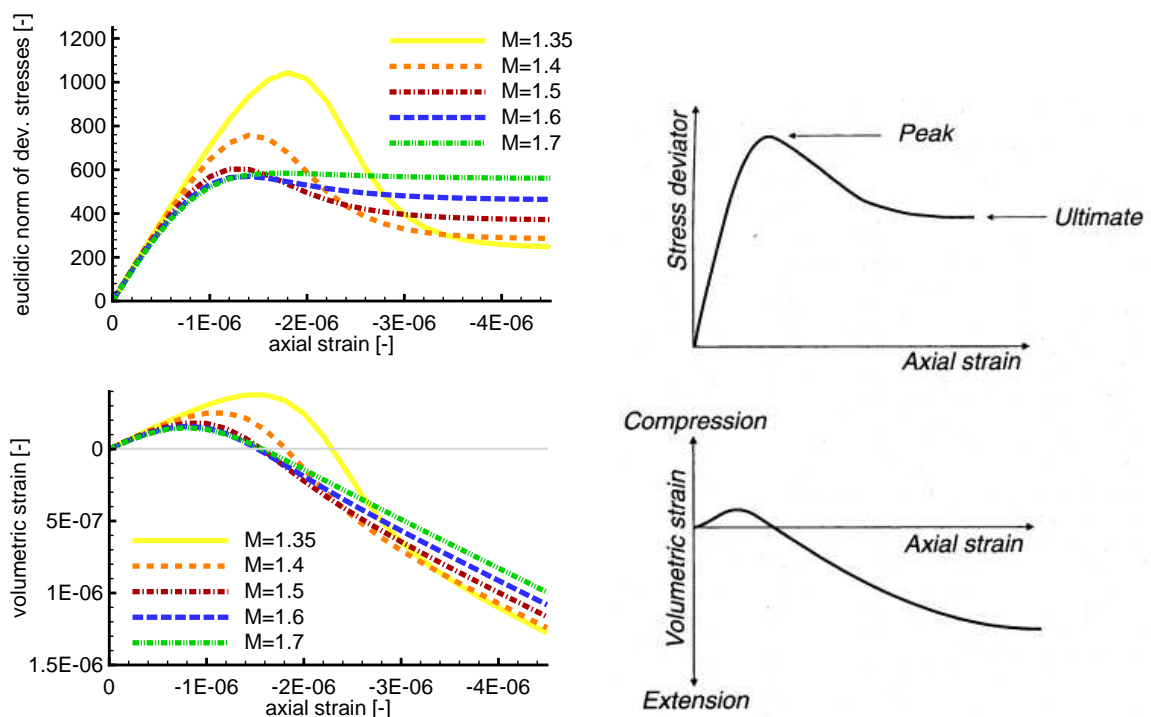 1200
1000
800
600
400
200
0
euclidic norm of dev. stresses [-]
M=1.35
M=1.4
M=1.5
M=1.6
M=1.7
0
-1E-06
-2E-06
-3E-06
-4E-06
axial strain [-]
Stress deviator
Peak
Ultimate
Axial strain
0
5E-07
1E-06
1.5E-06
volumetric strain [-]
M=1.35
M=1.4
M=1.5
M=1.6
M=1.7
0
-1E-06
-2E-06
-3E-06
-4E-06
axial strain [-]
Compression
Volumetric strain
Axial strain
Extension